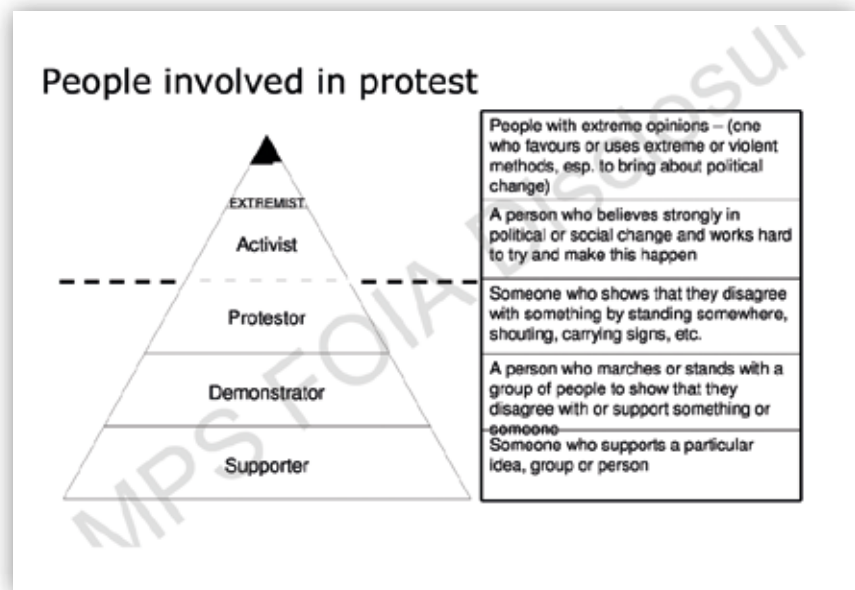 People involved in protest
EXTREMIST
Activist
Protestor
Demonstrator
Supporter
People with extreme opinions – (one
who favours or uses extreme or violent
methods, esp. to bring about political
change)
A person who believes strongly in
political or social change and works hard
to try and make this happen
Someone who shows that they disagree
with something by standing somewhere,
shouting, carrying signs, etc.
A person who marches or stands with a
group of people to show that they
disagree with or support something or
someone
Someone who supports a particular
idea, group or person
MPS FOIA Disclosur